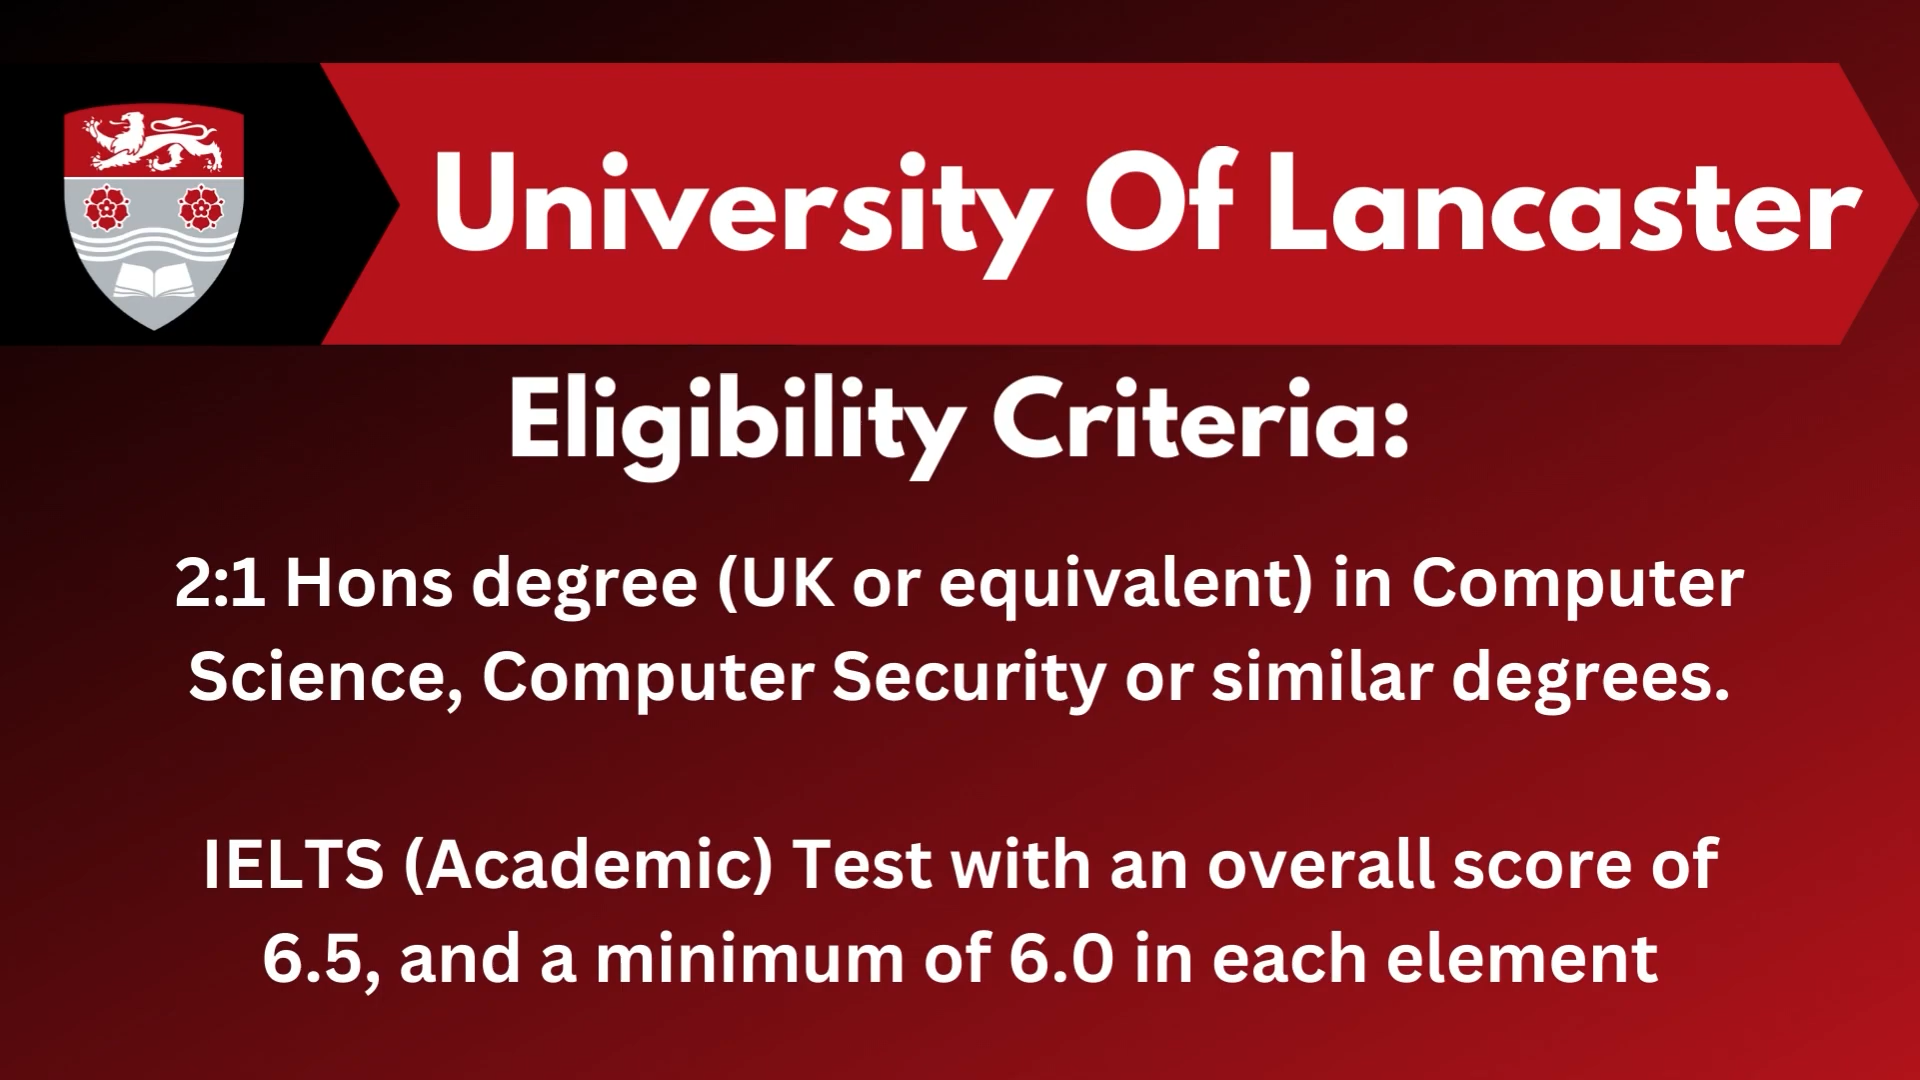 University Of Lancaster
Eligibility Criteria:
2:1 Hons degree (UK or equivalent) in Computer
Science, Computer Security or similar degrees.
IELTS (Academic) Test with an overall score of
6.5, and a minimum of 6.0 in each element